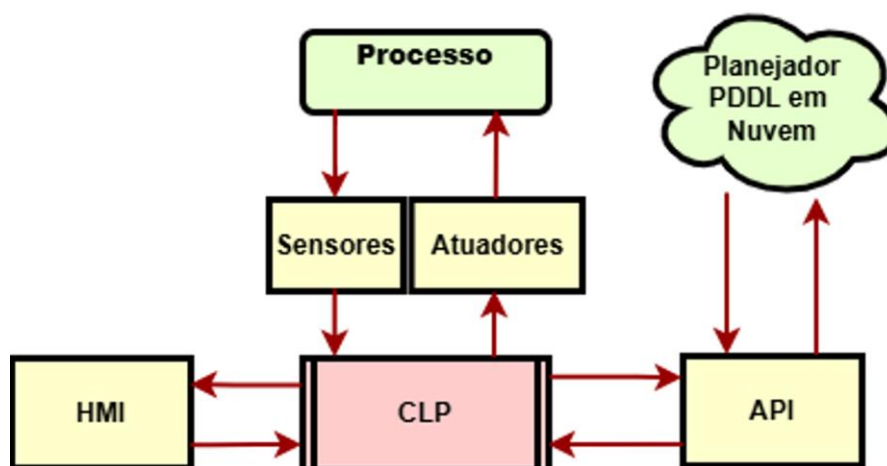 Processo
Planejador
PDDL em
Nuvem
Sensores
Atuadores
HMI
CLP
API